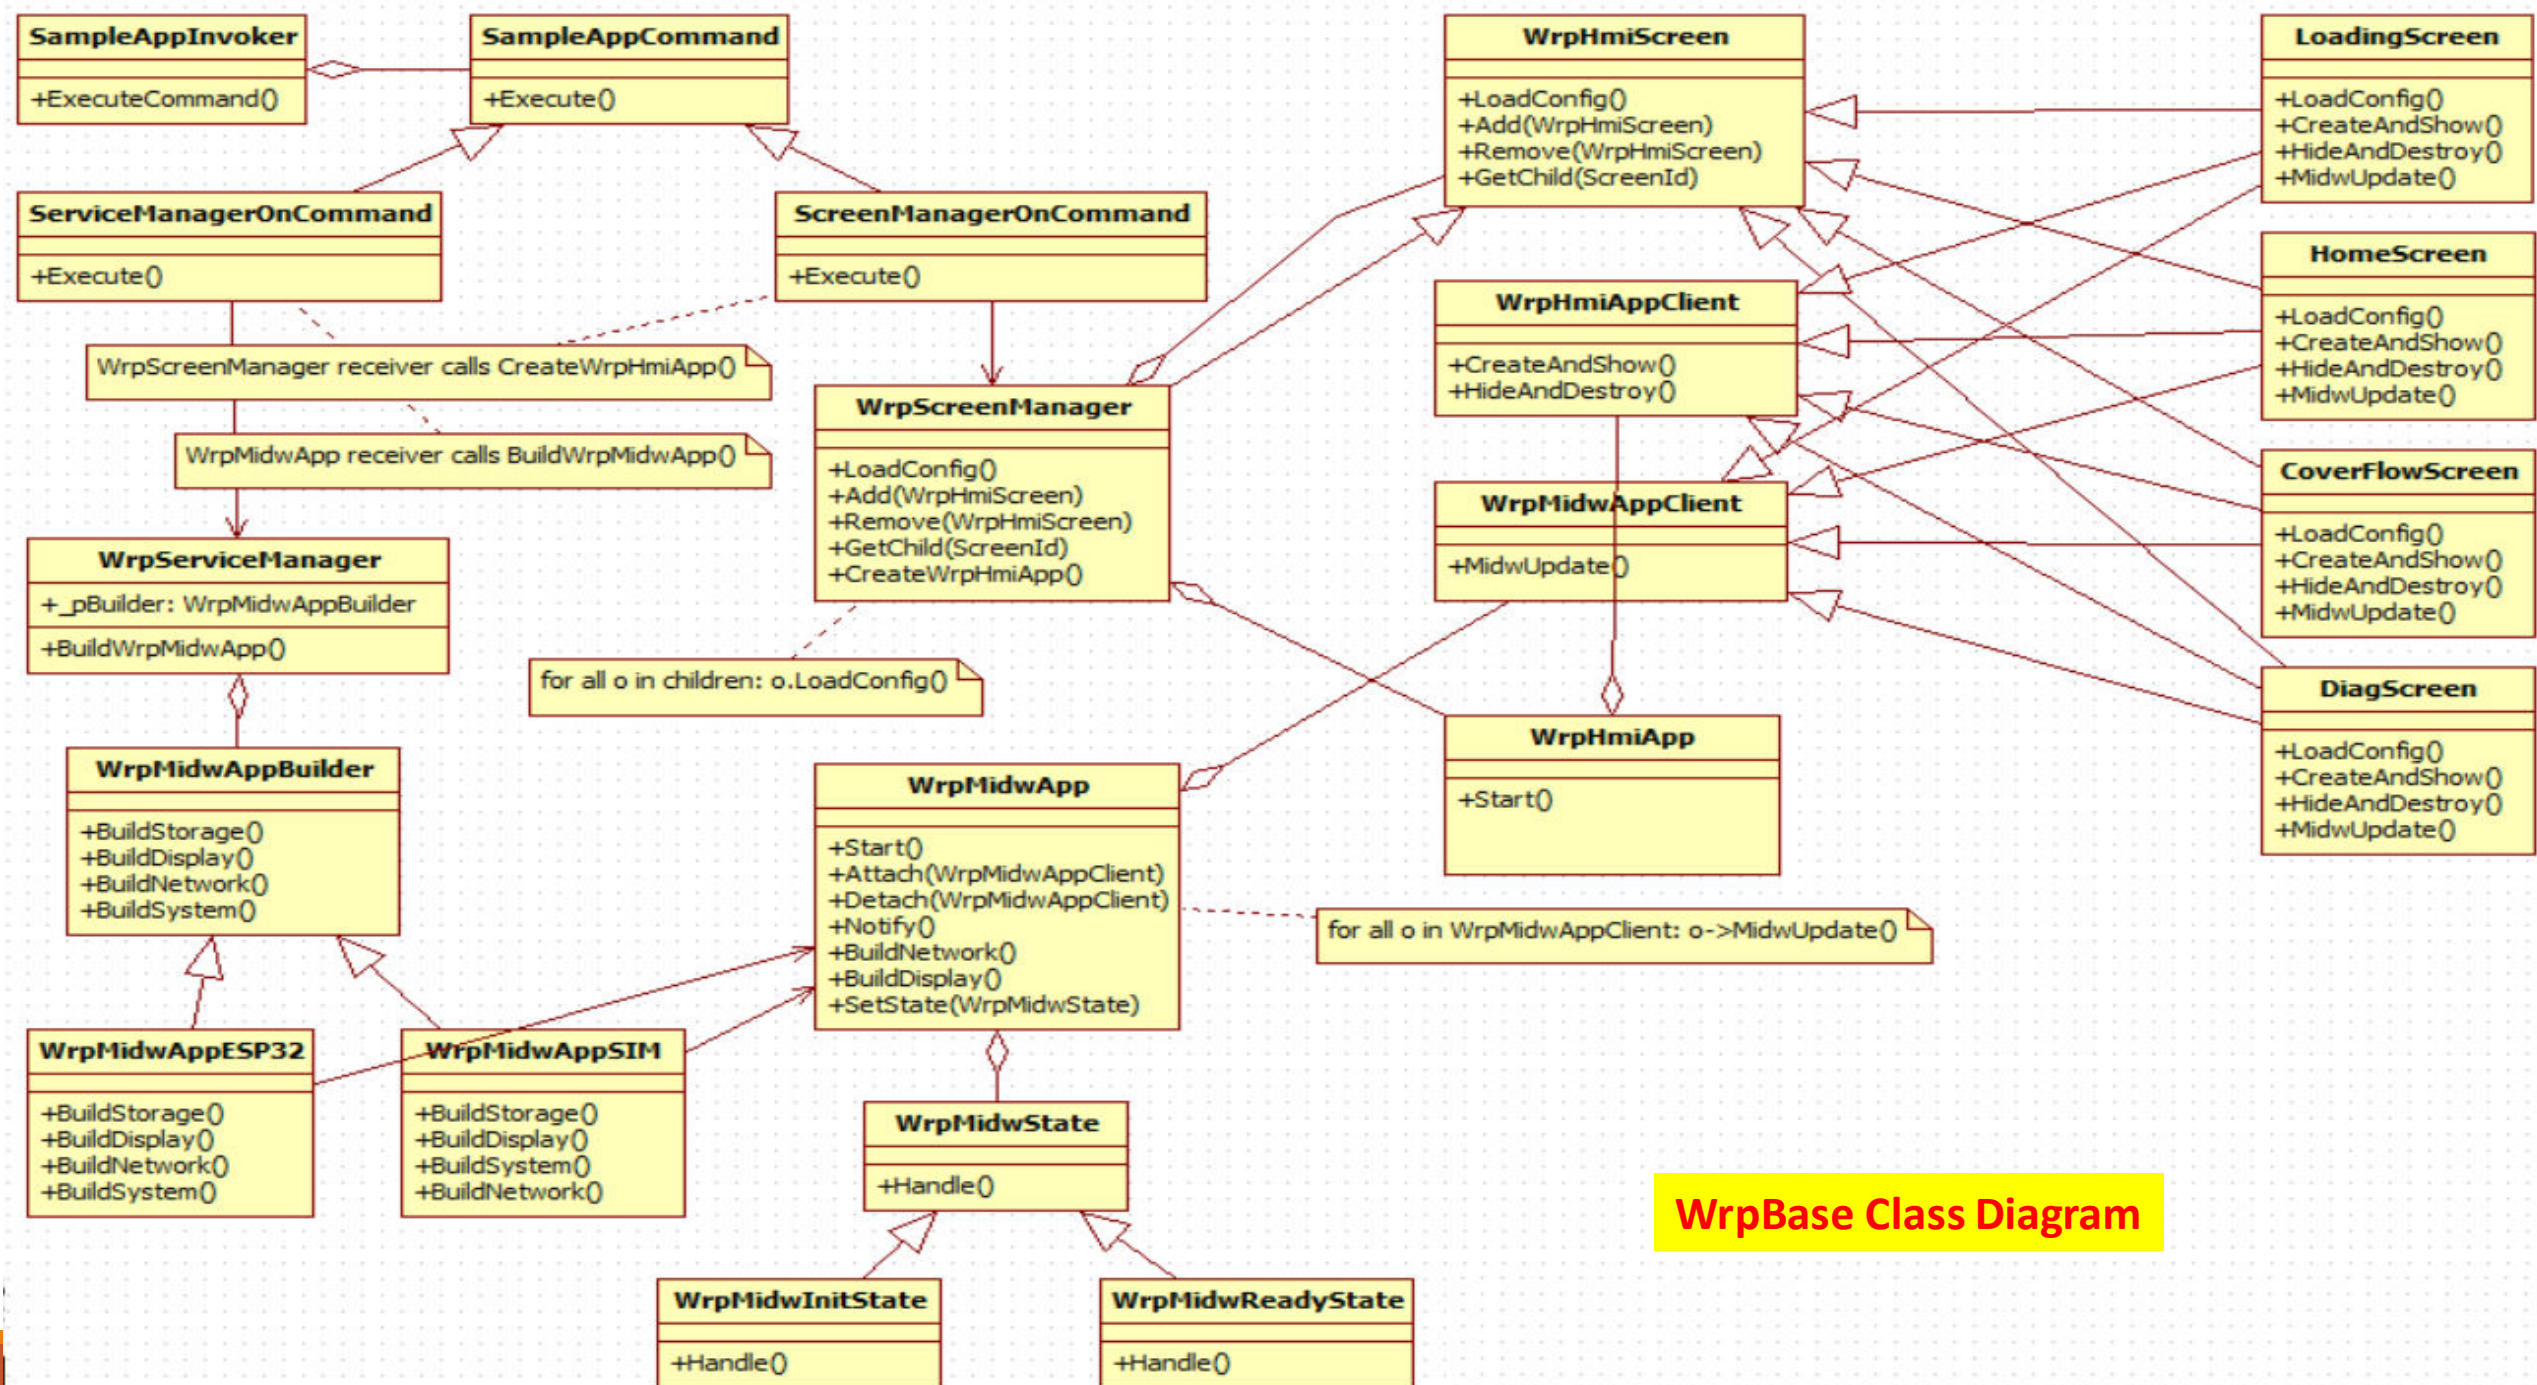 SampleAppInvoker
+ExecuteCommand()
SampleAppCommand
+Execute()
ServiceManagerOnCommand
+Execute()
ScreenManagerOnCommand
+Execute()
WrpScreenManager receiver calls CreateWrpHmiApp()
WrpMidwApp receiver calls BuildWrpMidwApp()
WrpServiceManager
+_pBuilder: WrpMidwAppBuilder
+BuildWrpMidwApp()
WrpMidwAppBuilder
+BuildStorage()
+BuildDisplay()
+BuildNetwork()
+BuildSystem()
WrpMidwAppESP32
+BuildStorage()
+BuildDisplay()
+BuildNetwork()
+BuildSystem()
WrpMidwAppSIM
+BuildStorage()
+BuildDisplay()
+BuildSystem()
+BuildNetwork()
WrpScreenManager
+LoadConfig()
+Add(WrpHmiScreen)
+Remove(WrpHmiScreen)
+GetChild(ScreenId)
+CreateWrpHmiApp()
for all o in children: o.LoadConfig()
WrpMidwApp
+Start()
+Attach(WrpMidwAppClient)
+Detach(WrpMidwAppClient)
+Notify()
+BuildNetwork()
+BuildDisplay()
+SetState(WrpMidwState)
WrpMidwState
+Handle()
WrpMidwInitState
+Handle()
WrpMidwReadyState
+Handle()
WrpHmiScreen
+LoadConfig()
+Add(WrpHmiScreen)
+Remove(WrpHmiScreen)
+GetChild(ScreenId)
WrpHmiAppClient
+CreateAndShow()
+HideAndDestroy()
WrpMidwAppClient
+MidwUpdate()
WrpHmiApp
+Start()
for all o in WrpMidwAppClient: o->MidwUpdate()
LoadingScreen
+LoadConfig()
+CreateAndShow()
+HideAndDestroy()
+MidwUpdate()
HomeScreen
+LoadConfig()
+CreateAndShow()
+HideAndDestroy()
+MidwUpdate()
CoverFlowScreen
+LoadConfig()
+CreateAndShow()
+HideAndDestroy()
+MidwUpdate()
DiagScreen
+LoadConfig()
+CreateAndShow()
+HideAndDestroy()
+MidwUpdate()
WrpBase Class Diagram